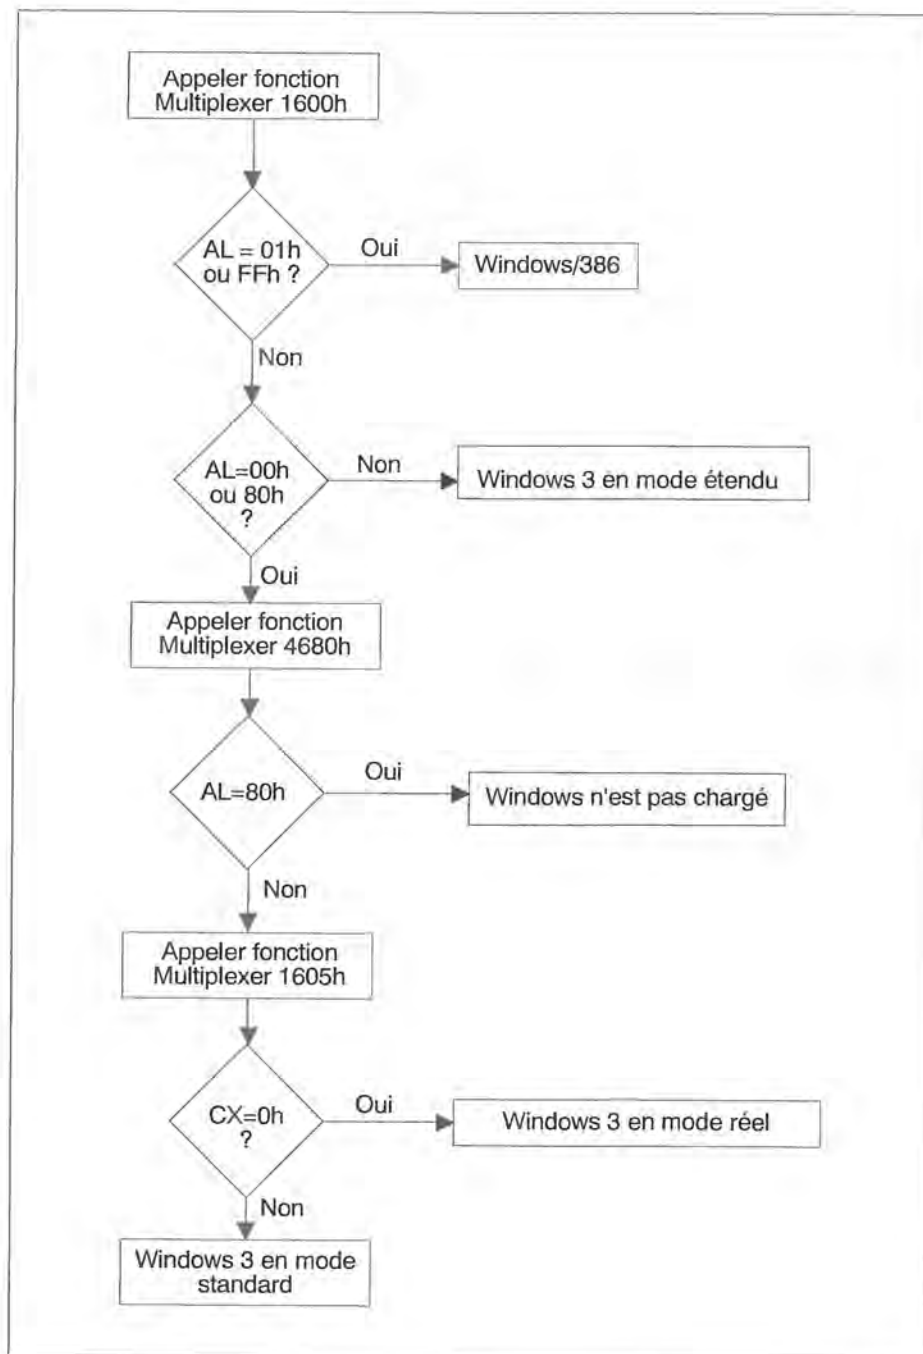 Appeler fonction
Multiplexer 1600h
AL = 01h
ou FFh ?
Oui
Windows/386
Non
AL=00h
ou 80h
?
Non
Windows 3 en mode étendu
Oui
Appeler fonction
Multiplexer 4680h
AL=80h
Oui
Windows n'est pas chargé
Non
Appeler fonction
Multiplexer 1605h
CX=0h
?
Oui
Windows 3 en mode réel
Non
Windows 3 en mode
standard